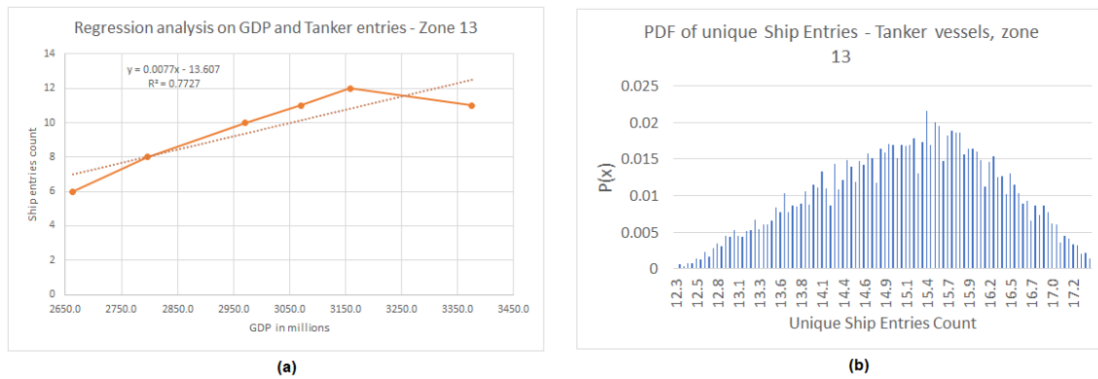 Regression analysis on GDP and Tanker entries - Zone 13
y = 0.0077x - 13.607
R² = 0.7727
Ship entries count
14
12
10
8
6
4
2
0
2650.0 2750.0 2850.0 2950.0 3050.0 3150.0 3250.0 3350.0 3450.0
GDP in millions
(a)
PDF of unique Ship Entries - Tanker vessels, zone
13
P(x)
0.025
0.02
0.015
0.01
0.005
0
12.3 12.5 12.8 13.1 13.3 13.6 13.8 14.1 14.4 14.6 14.9 15.1 15.4 15.7 15.9 16.2 16.5 16.7 17.0 17.2
Unique Ship Entries Count
(b)